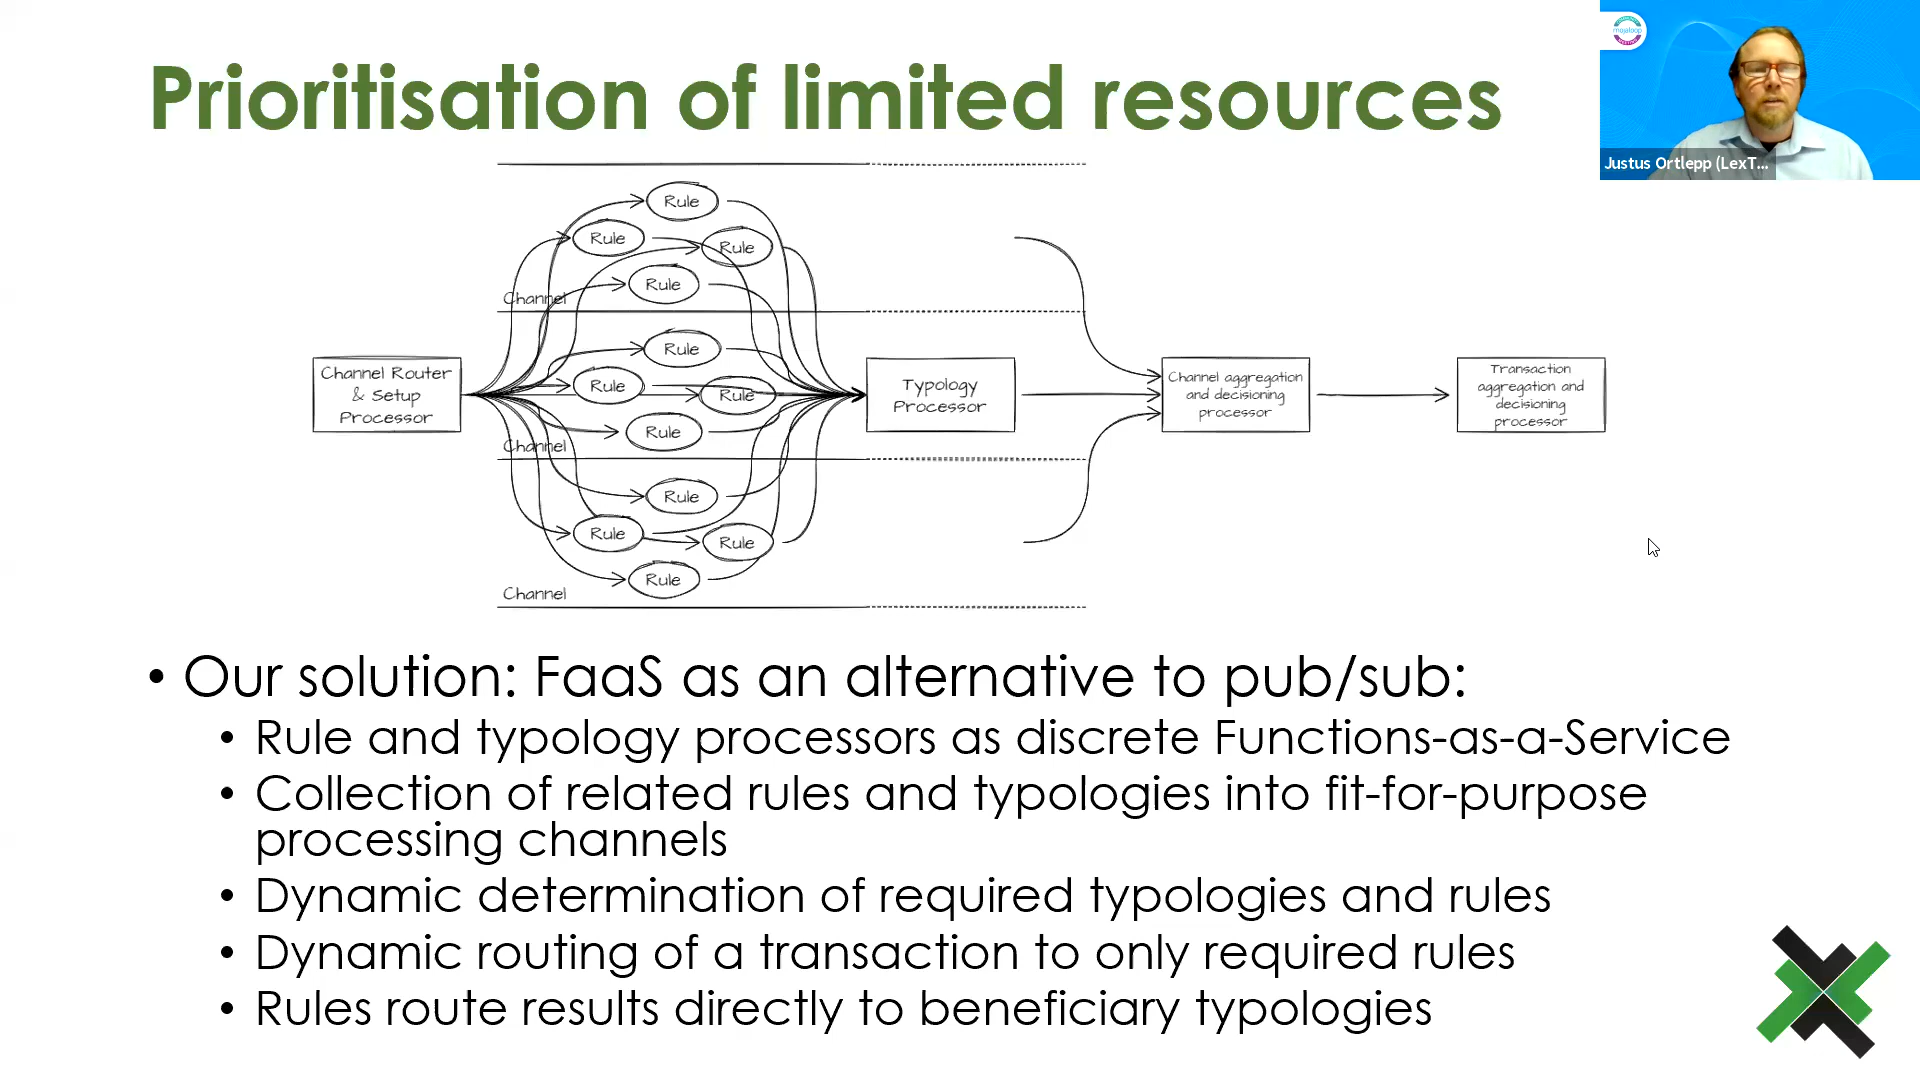 Prioritisation of limited resources
mojaloop
Justus Ortlepp (LexT...
Rule
Rule
Rule
Rule
Channel
Rule
Rule
Rule
Rule
Channel
Rule
Rule
Rule
Rule
Channel
Channel Router
& Setup
Processor
Typology
Processor
Channel aggregation
and decisioning
processor
Transaction
aggregation and
decisioning
processor
• Our solution: FaaS as an alternative to pub/sub:
• Rule and typology processors as discrete Functions-as-a-Service
• Collection of related rules and typologies into fit-for-purpose
processing channels
• Dynamic determination of required typologies and rules
• Dynamic routing of a transaction to only required rules
• Rules route results directly to beneficiary typologies